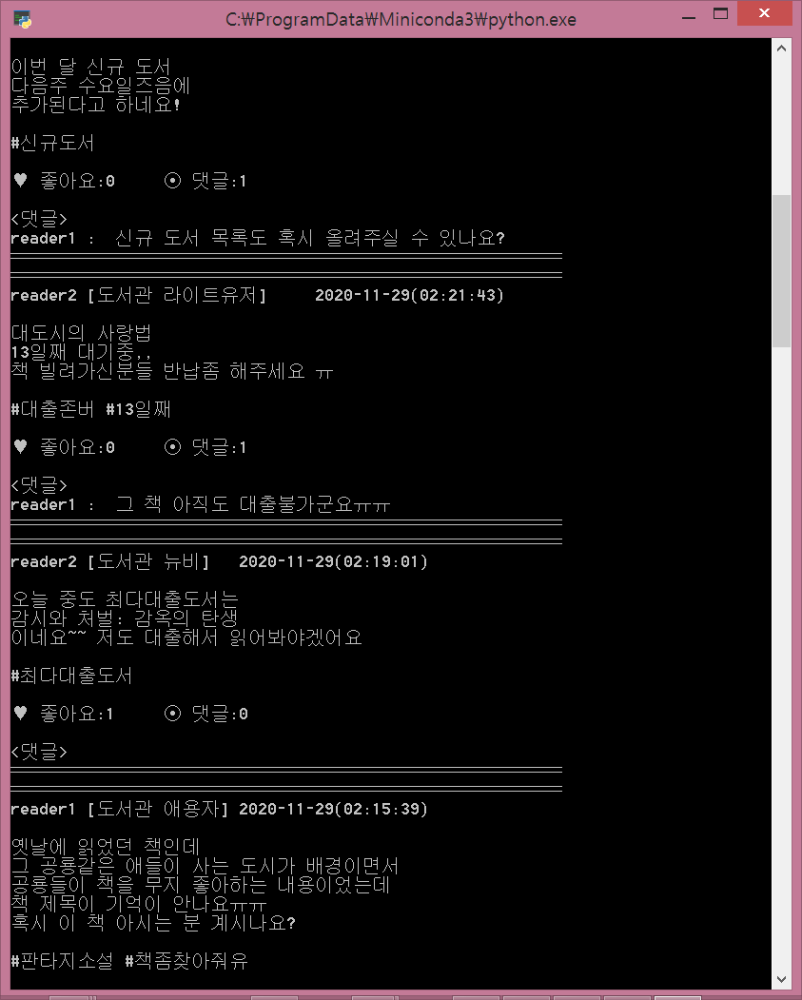 C:\ProgramData\Miniconda3\python.exe
이번 달 신규 도서
다음주 수요일즈음에
추가된다고 하네요!
#신규도서
♥ 좋아요:0 ⊙ 댓글:1
<댓글>
reader1 : 신규 도서 목록도 혹시 올려주실 수 있나요?
reader2 [도서관 라이트유저] 2020-11-29(02:21:43)
대도시의 사랑법
13일째 대기중,,
책 빌려가신분들 반납좀 해주세요 ㅠ
#대출존버 #13일째
♥ 좋아요:0 ⊙ 댓글:1
<댓글>
reader1 : 그 책 아직도 대출불가군요ㅠㅠ
reader2 [도서관 뉴비] 2020-11-29(02:19:01)
오늘 중도 최다대출도서는
감시와 처벌: 감옥의 탄생
이네요~~ 저도 대출해서 읽어봐야겠어요
#최다대출도서
♥ 좋아요:1 ⊙ 댓글:0
<댓글>
reader1 [도서관 애용자] 2020-11-29(02:15:39)
옛날에 읽었던 책인데
그 공룡같은 애들이 사는 도시가 배경이면서
공룡들이 책을 무지 좋아하는 내용이었는데
책 제목이 기억이 안나요ㅠㅠ
혹시 이 책 아시는 분 계시나요?
#판타지소설 #책좀찾아줘유